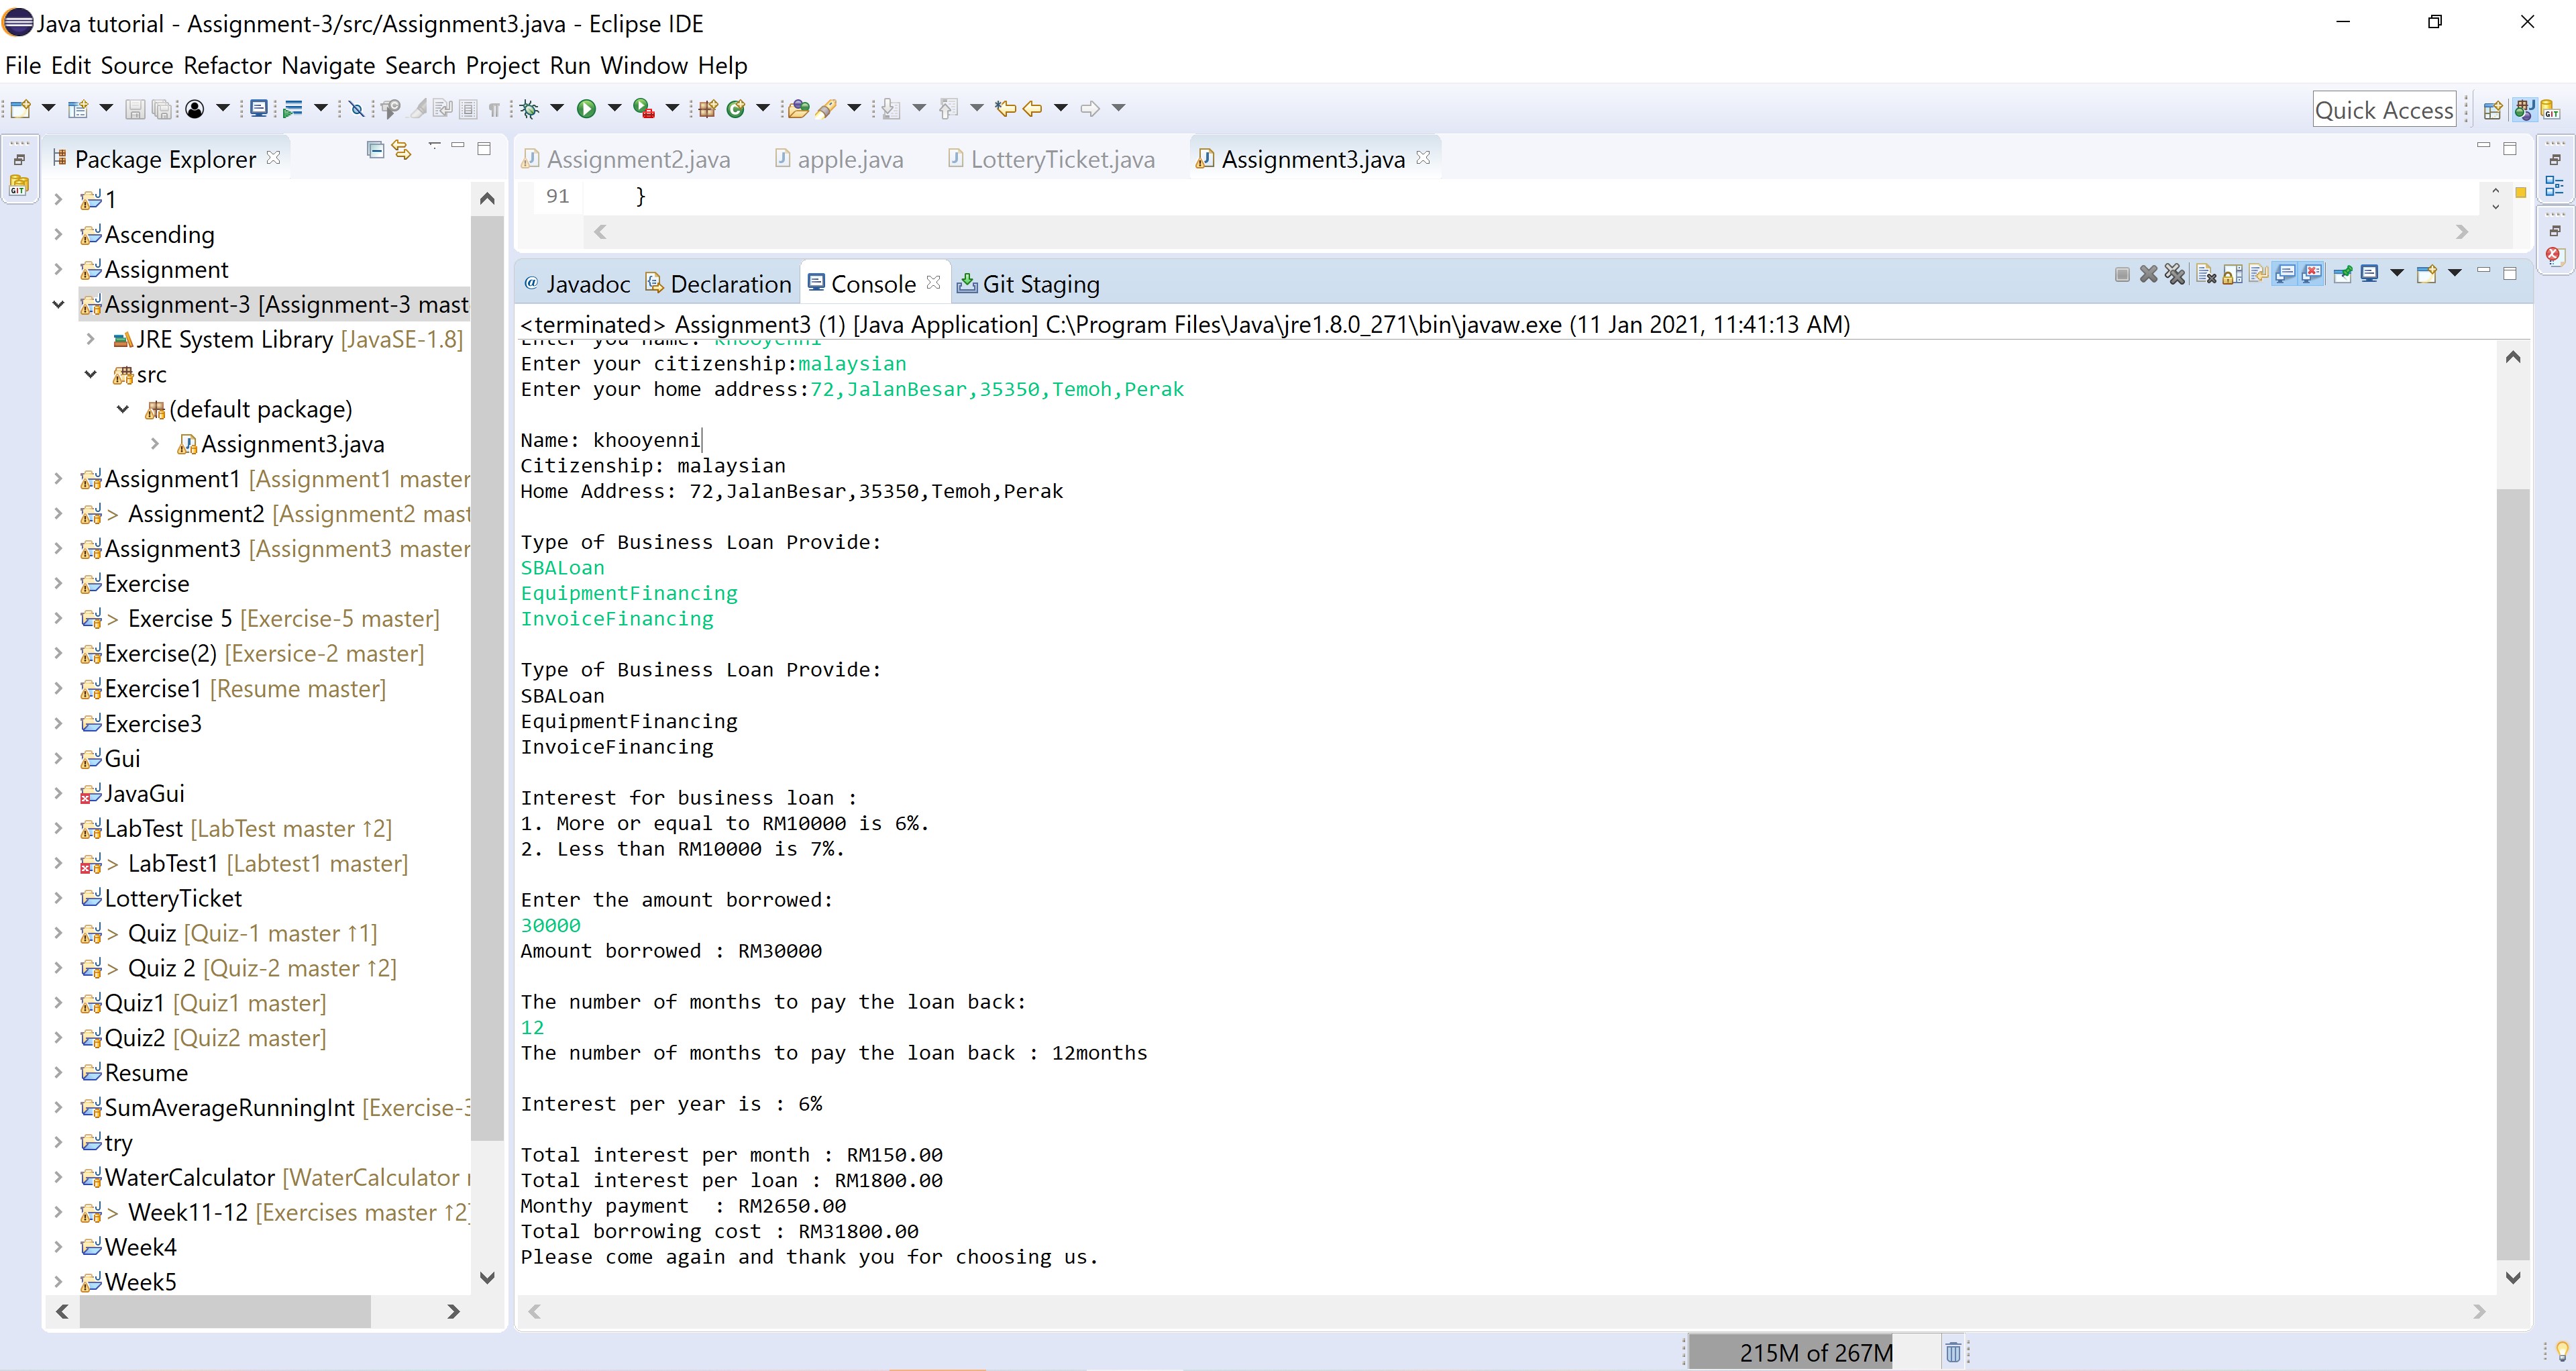 Java tutorial - Assignment-3/src/Assignment3.java - Eclipse IDE
File Edit Source Refactor Navigate Search Project Run Window Help
Quick Access
Package Explorer
1
Ascending
Assignment
Assignment-3 [Assignment-3 mast
JRE System Library [JavaSE-1.8]
src
(default package)
Assignment3.java
Assignment1 [Assignment1 master
> Assignment2 [Assignment2 mast
Assignment3 [Assignment3 master
Exercise
> Exercise 5 [Exercise-5 master]
Exercise(2) [Exersice-2 master]
Exercise1 [Resume master]
Exercise3
Gui
JavaGui
LabTest [LabTest master ↑2]
> LabTest1 [Labtest1 master]
LotteryTicket
> Quiz [Quiz-1 master ↑1]
> Quiz 2 [Quiz-2 master ↑2]
Quiz1 [Quiz1 master]
Quiz2 [Quiz2 master]
Resume
SumAverageRunningInt [Exercise-3
try
WaterCalculator [WaterCalculator
> Week11-12 [Exercises master ↑2]
Week4
Week5
Assignment2.java apple.java LotteryTicket.java Assignment3.java
91 }
@ Javadoc Declaration Console Git Staging
<terminated> Assignment3 (1) [Java Application] C:\Program Files\Java\jre1.8.0_271\bin\javaw.exe (11 Jan 2021, 11:41:13 AM)
Enter you name: khooyenni
Enter your citizenship:malaysian
Enter your home address:72,JalanBesar,35350,Temoh,Perak
Name: khooyenni
Citizenship: malaysian
Home Address: 72,JalanBesar,35350,Temoh,Perak
Type of Business Loan Provide:
SBALoan
EquipmentFinancing
InvoiceFinancing
Type of Business Loan Provide:
SBALoan
EquipmentFinancing
InvoiceFinancing
Interest for business loan :
1. More or equal to RM10000 is 6%.
2. Less than RM10000 is 7%.
Enter the amount borrowed:
30000
Amount borrowed : RM30000
The number of months to pay the loan back:
12
The number of months to pay the loan back : 12months
Interest per year is : 6%
Total interest per month : RM150.00
Total interest per loan : RM1800.00
Monthy payment  : RM2650.00
Total borrowing cost : RM31800.00
Please come again and thank you for choosing us.
215M of 267M